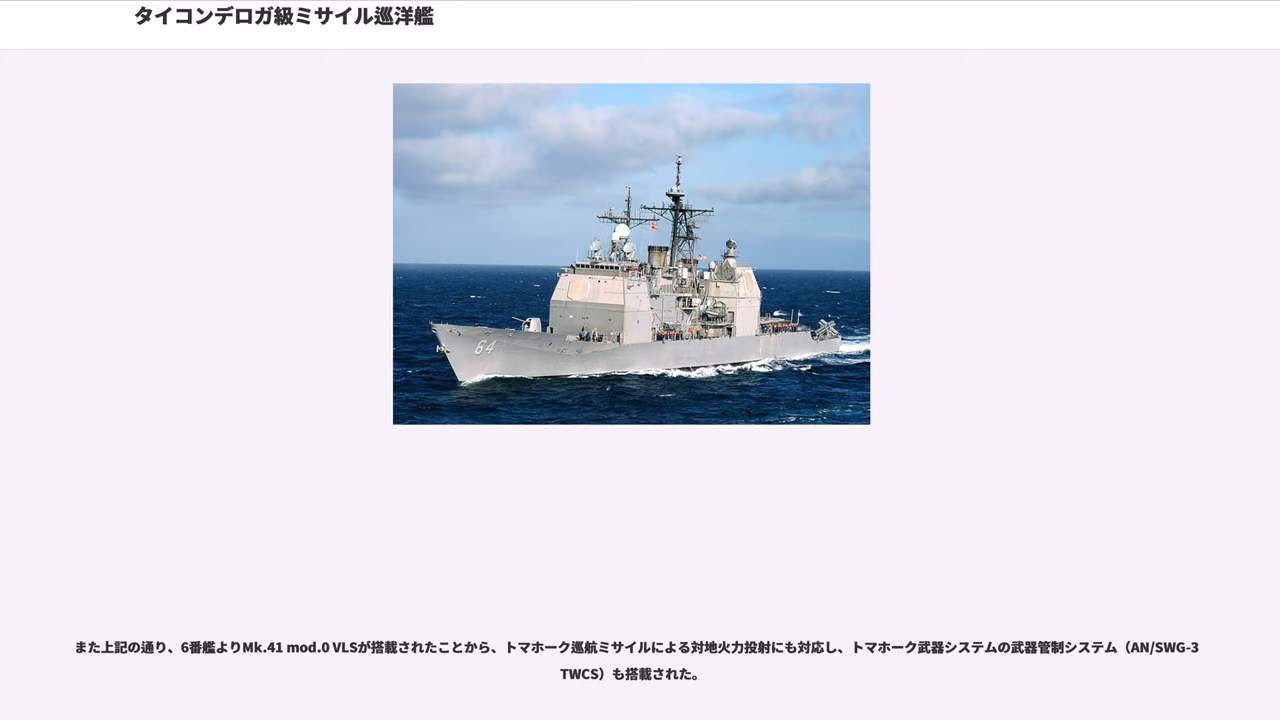 タイコンデロガ級ミサイル巡洋艦
64
また上記の通り、6番艦よりMk.41 mod.0 VLSが搭載されたことから、トマホーク巡航ミサイルによる対地火力投射にも対応し、トマホーク武器システムの武器管制システム（AN/SWG-3
TWCS）も搭載された。